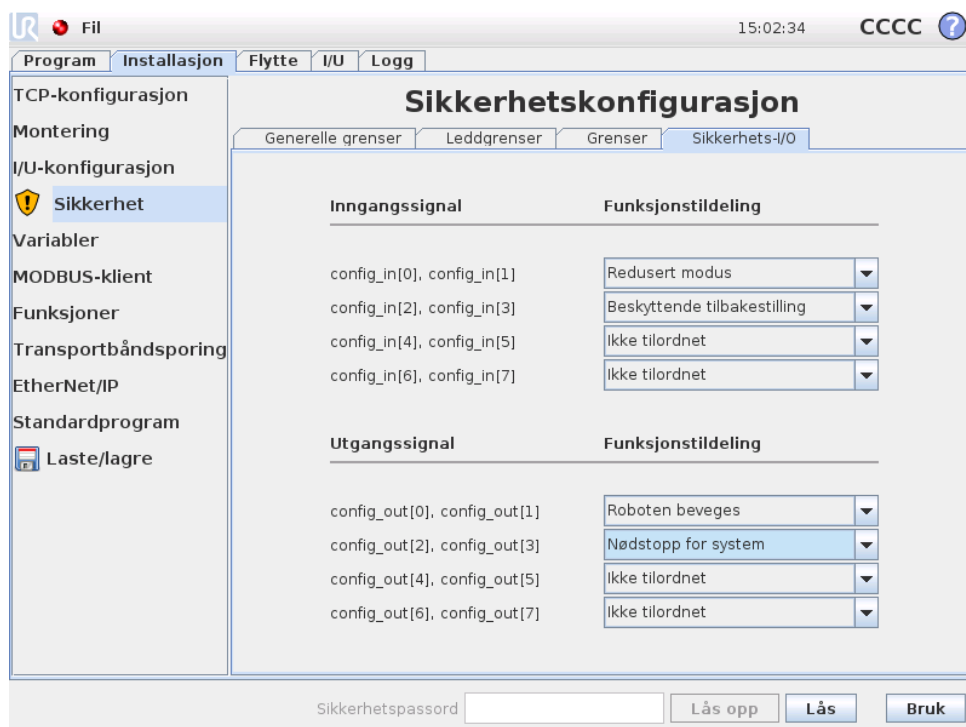 UR Fil 15:02:34 CCCC ?
Program Installasjon Flytte I/U Logg
TCP-konfigurasjon
Montering
I/U-konfigurasjon
Sikkerhet
Variabler
MODBUS-klient
Funksjoner
Transportbåndsporing
EtherNet/IP
Standardprogram
Laste/lagre
Sikkerhetskonfigurasjon
Generelle grenser Leddgrenser Grenser Sikkerhets-I/O
Inngangssignal Funksjonstildeling
config_in[0], config_in[1] Redusert modus
config_in[2], config_in[3] Beskyttende tilbakestilling
config_in[4], config_in[5] Ikke tilordnet
config_in[6], config_in[7] Ikke tilordnet
Utgangssignal Funksjonstildeling
config_out[0], config_out[1] Roboten beveges
config_out[2], config_out[3] Nødstopp for system
config_out[4], config_out[5] Ikke tilordnet
config_out[6], config_out[7] Ikke tilordnet
Sikkerhetspassord Lås opp Lås Bruk